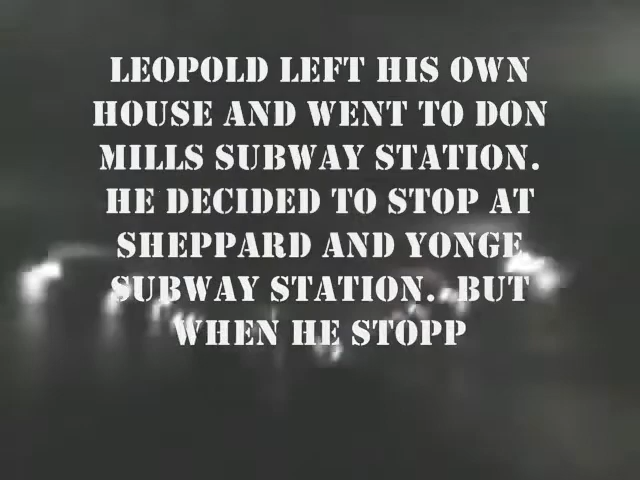 LEOPOLD LEFT HIS OWN
HOUSE AND WENT TO DON
MILLS SUBWAY STATION.
HE DECIDED TO STOP AT
SHEPPARD AND YONGE
SUBWAY STATION. BUT
WHEN HE STOPP